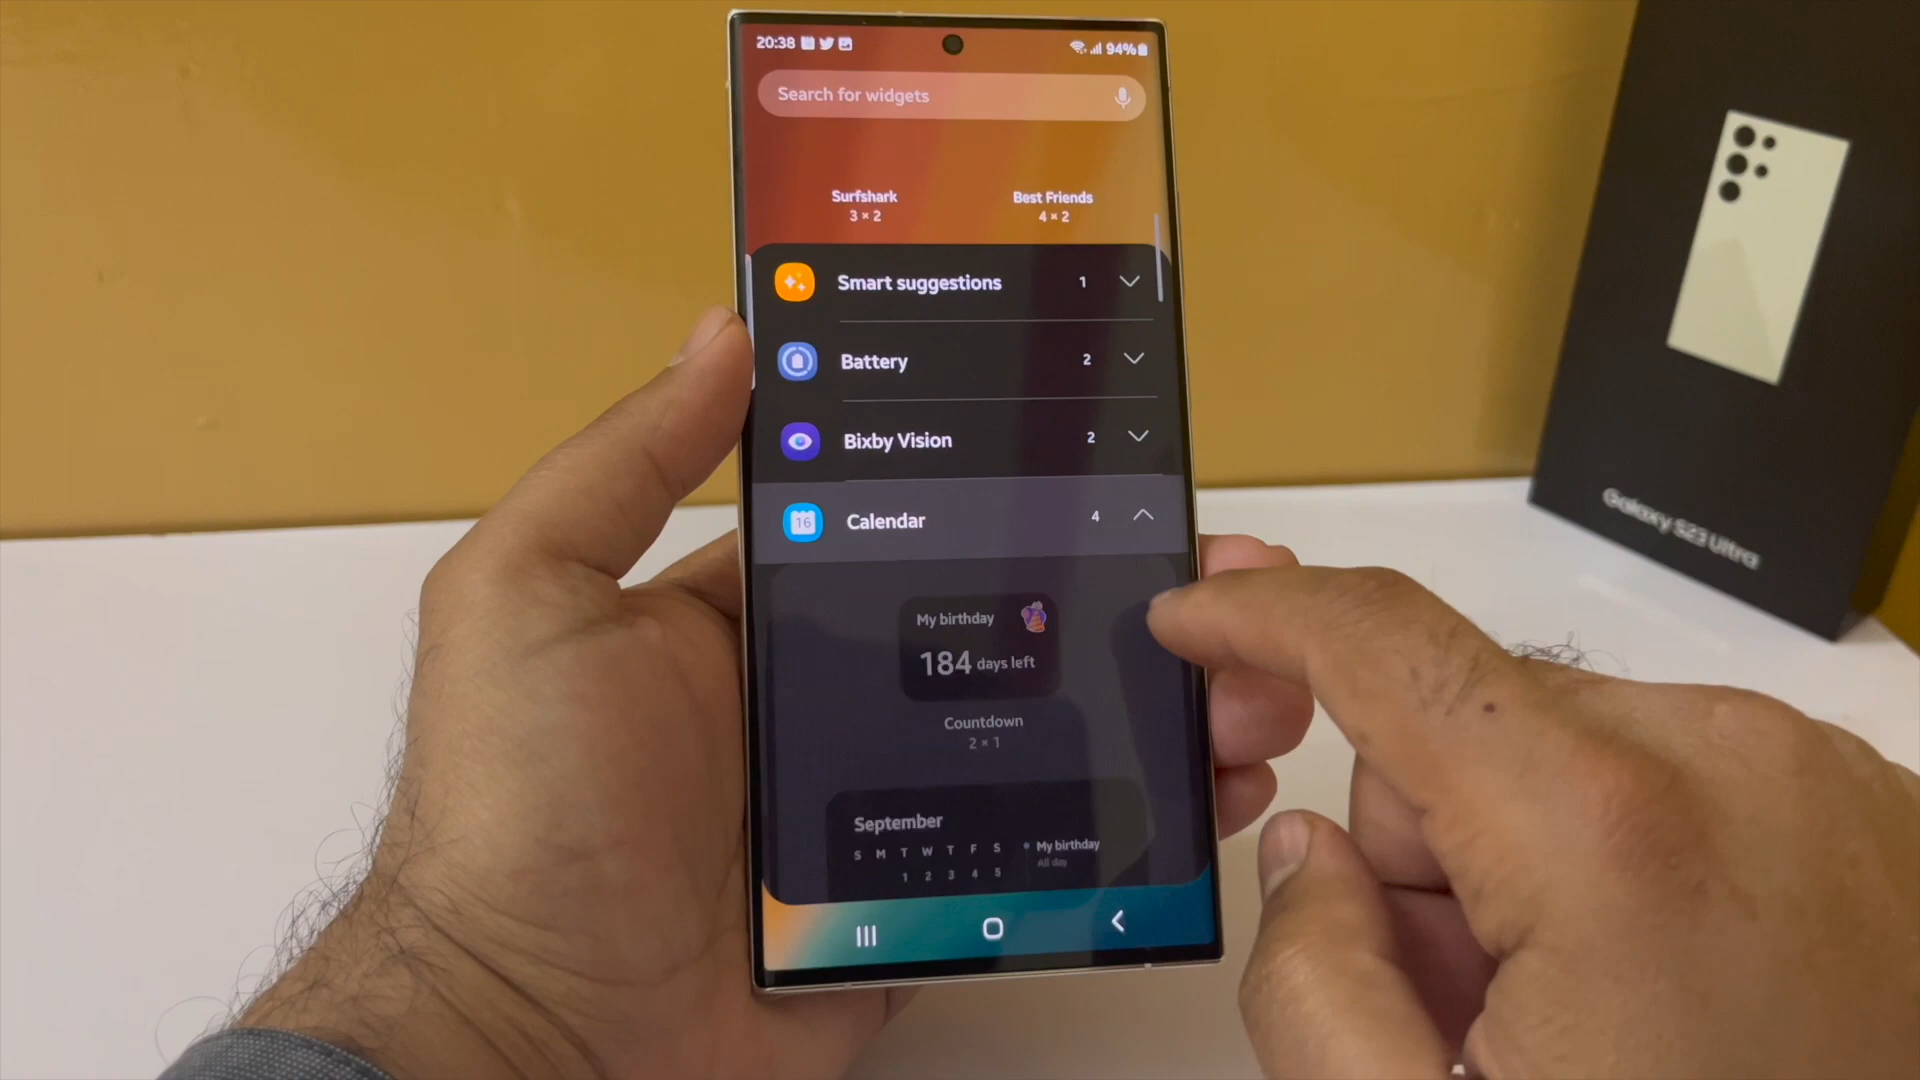 20:38
94%
Search for widgets
Surfshark
3 × 2
Best Friends
4 × 2
Smart suggestions 1
Battery 2
Bixby Vision 2
16 Calendar 4
My birthday
184 days left
Countdown
2 × 1
September
S M T W T F S
1 2 3 4 5
My birthday
All day
Galaxy S23 Ultra